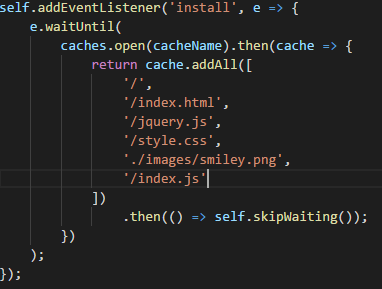 self.addEventListener('install', e => {
    e.waitUntil(
        caches.open(cacheName).then(cache => {
            return cache.addAll([
                '/',
                '/index.html',
                '/jquery.js',
                '/style.css',
                './images/smiley.png',
                '/index.js'
            ])
                .then(() => self.skipWaiting());
        })
    );
});